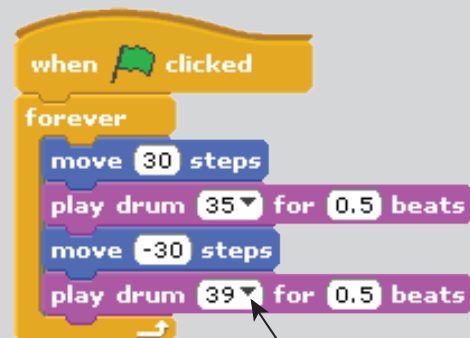 when clicked
forever
move 30 steps
play drum 35 for 0.5 beats
move -30 steps
play drum 39 for 0.5 beats